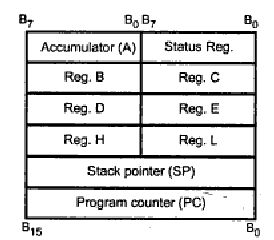 B7 B0 B7 B0
Accumulator (A) Status Reg.
Reg. B Reg. C
Reg. D Reg. E
Reg. H Reg. L
Stack pointer (SP)
Program counter (PC)
B15 B0